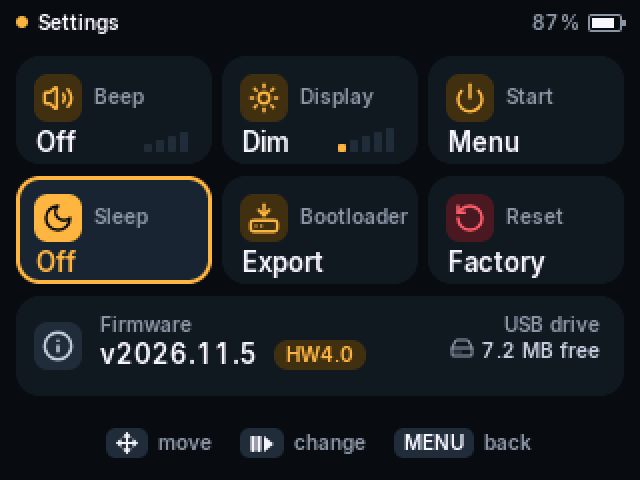 Settings
87%
Beep
Off
Display
Dim
Start
Menu
Sleep
Off
Bootloader
Export
Reset
Factory
Firmware
v2026.11.5 HW4.0
USB drive
7.2 MB free
move change MENU back